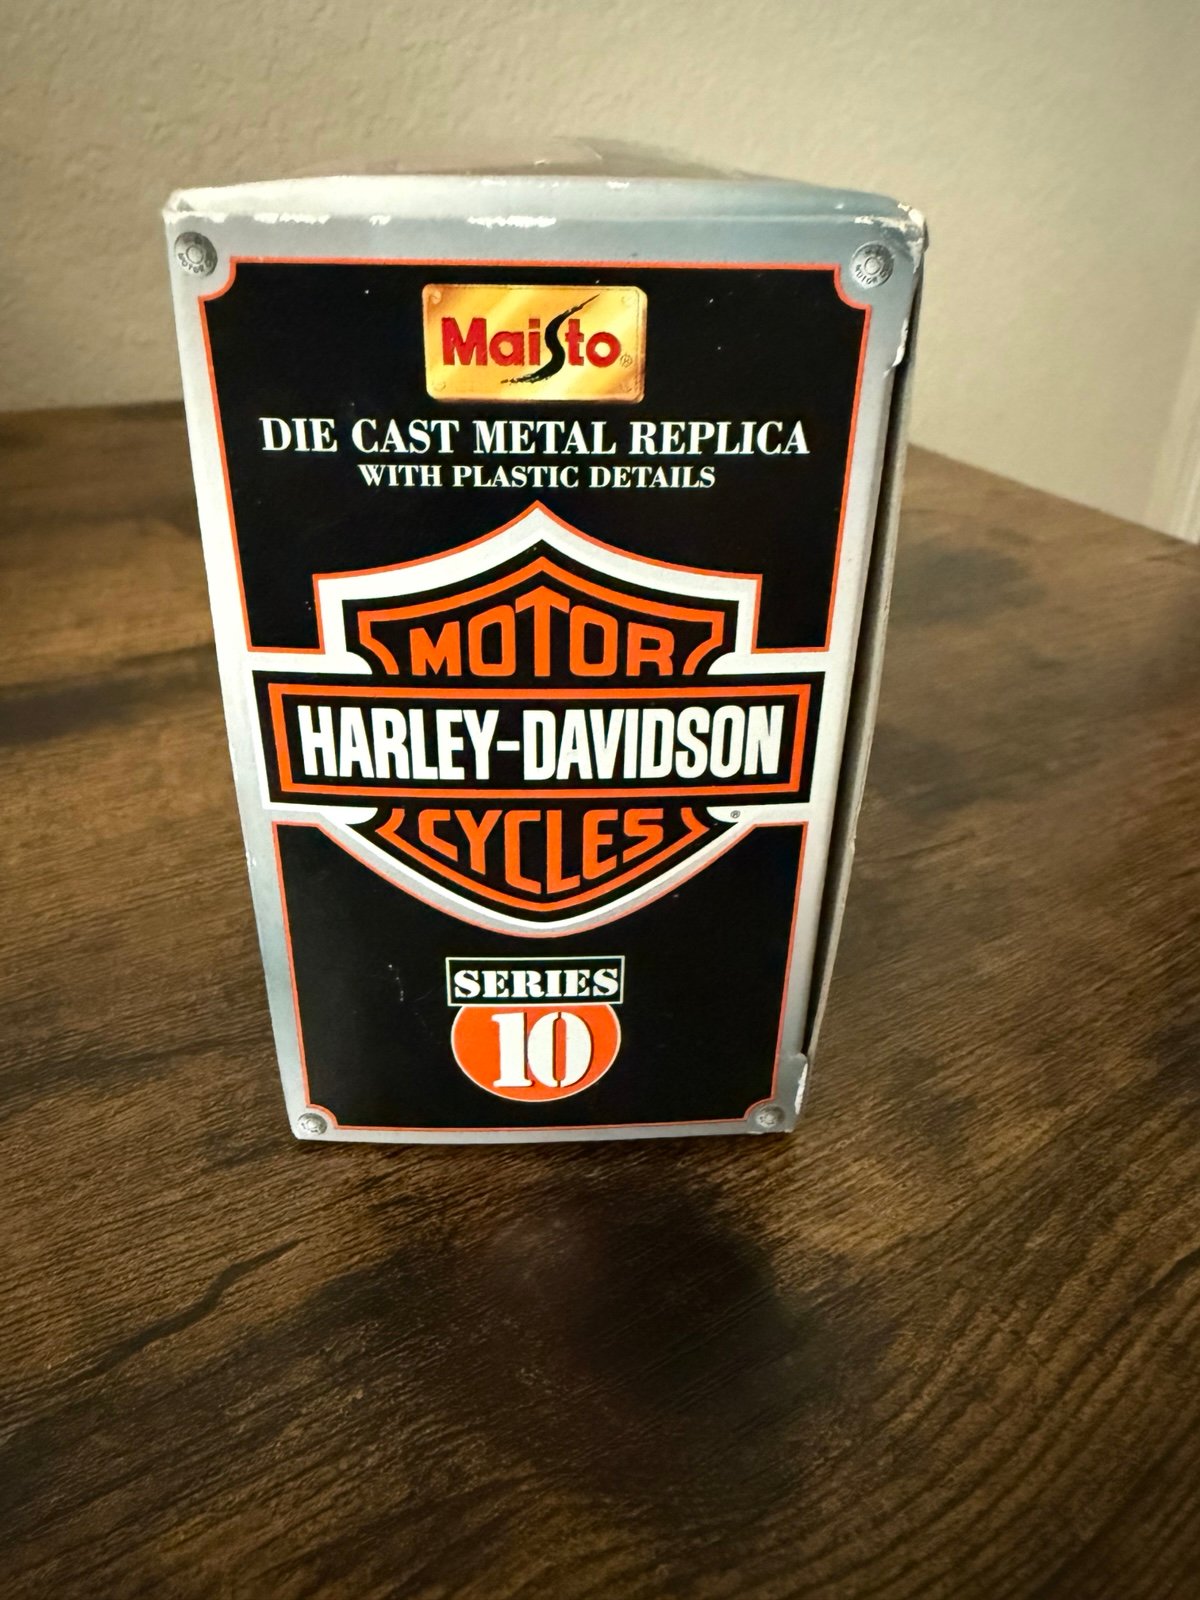 Maisto®
DIE CAST METAL REPLICA
WITH PLASTIC DETAILS
MOTOR
HARLEY-DAVIDSON
CYCLES ®
SERIES
10